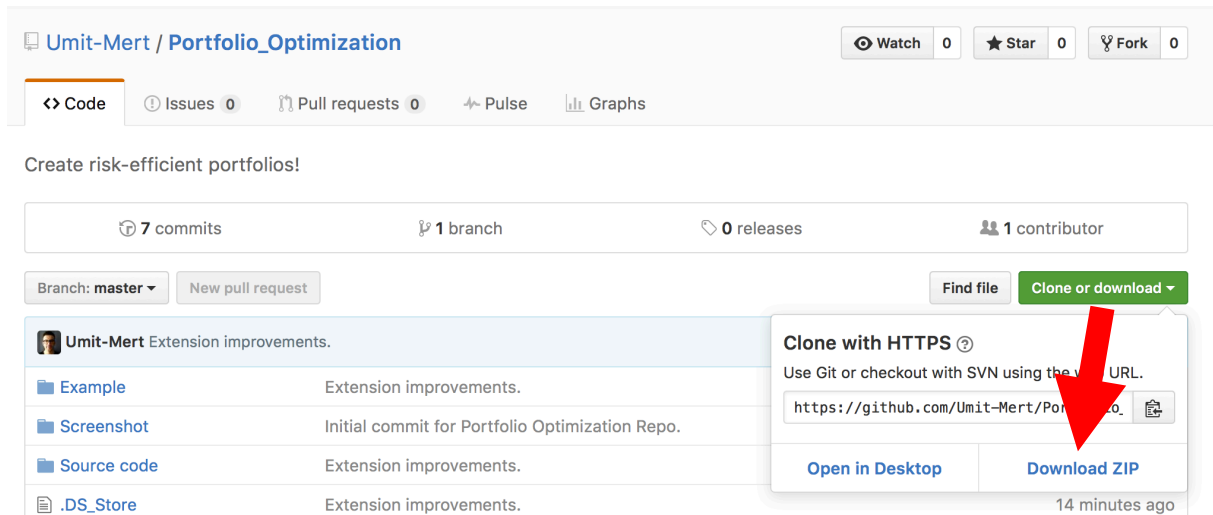 Umit-Mert / Portfolio_Optimization
Watch 0 Star 0 Fork 0
Code Issues 0 Pull requests 0 Pulse Graphs
Create risk-efficient portfolios!
7 commits 1 branch 0 releases 1 contributor
Branch: master New pull request Find file Clone or download
Umit-Mert Extension improvements.
Clone with HTTPS ?
Use Git or checkout with SVN using the URL.
https://github.com/Umit-Mert/
Example Extension improvements.
Screenshot Initial commit for Portfolio Optimization Repo.
Source code Extension improvements.
Open in Desktop Download ZIP
.DS_Store Extension improvements. 14 minutes ago